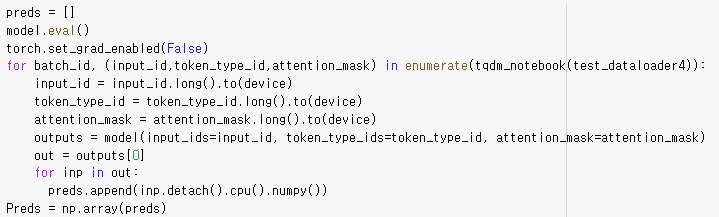 preds = []
model.eval()
torch.set_grad_enabled(False)
for batch_id, (input_id,token_type_id,attention_mask) in enumerate(tqdm_notebook(test_dataloader4)):
    input_id = input_id.long().to(device)
    token_type_id = token_type_id.long().to(device)
    attention_mask = attention_mask.long().to(device)
    outputs = model(input_ids=input_id, token_type_ids=token_type_id, attention_mask=attention_mask)
    out = outputs[0]
    for inp in out:
      preds.append(inp.detach().cpu().numpy())
Preds = np.array(preds)